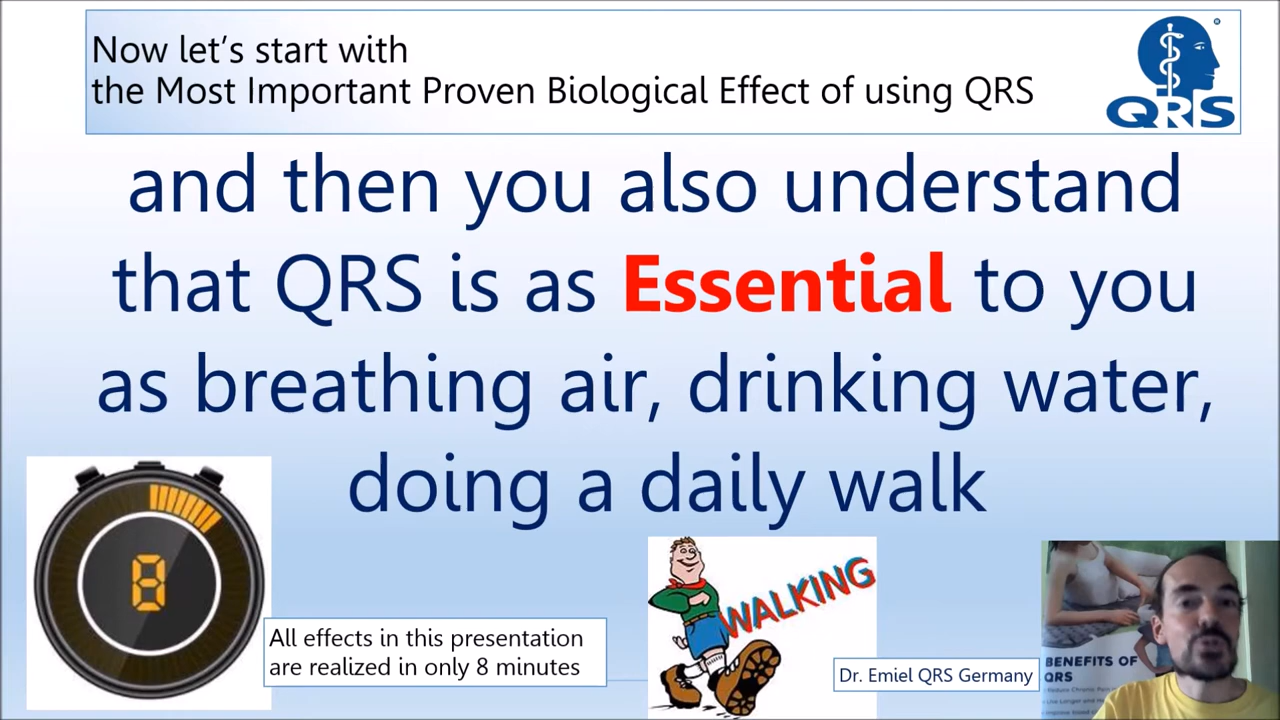 Now let's start with
the Most Important Proven Biological Effect of using QRS
®
QRS
and then you also understand
that QRS is as Essential to you
as breathing air, drinking water,
doing a daily walk
8
All effects in this presentation
are realized in only 8 minutes
WALKING
Dr. Emiel QRS Germany
BENEFITS OF
QRS